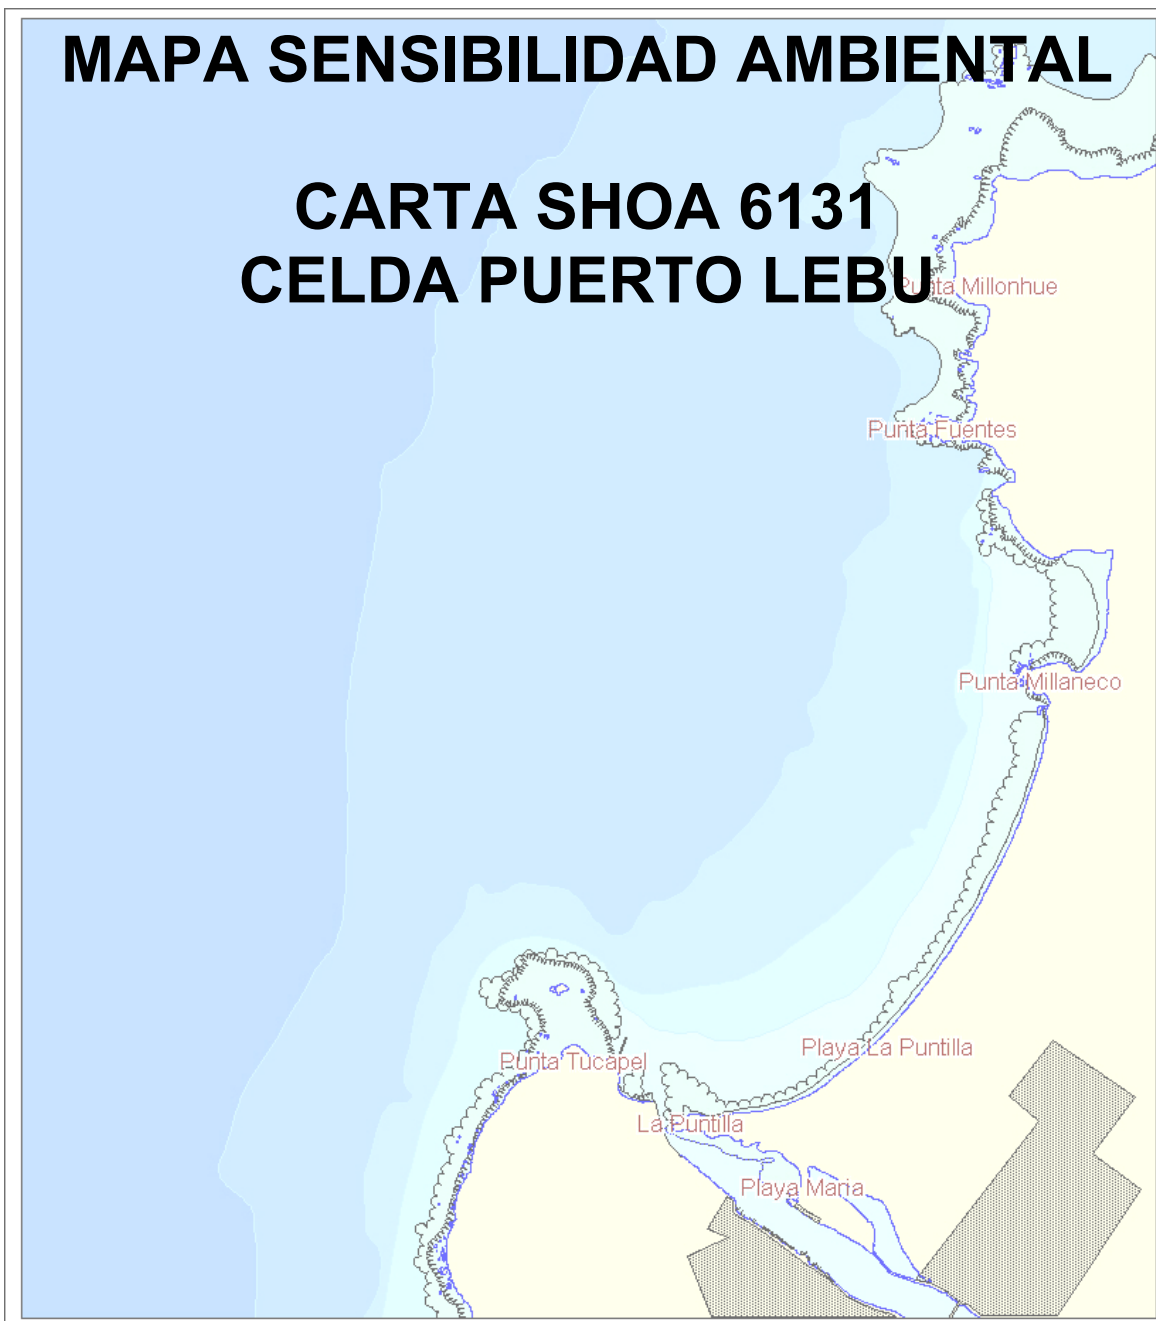 MAPA SENSIBILIDAD AMBIENTAL
CARTA SHOA 6131
CELDA PUERTO LEBU
Punta Millonhue
Punta Fuentes
Punta Millaneco
Playa La Puntilla
Punta Tucapel
La Puntilla
Playa Maria